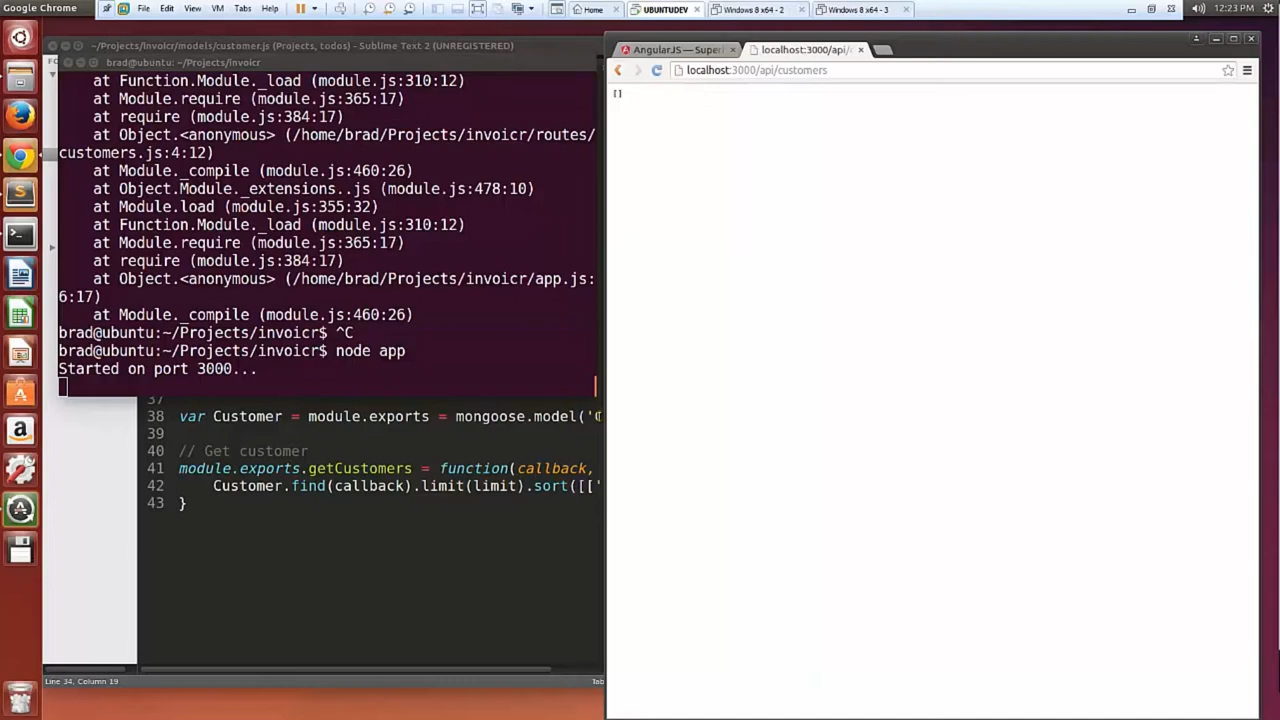 Google Chrome File Edit View VM Tabs Help Home UBUNTUDEV Windows 8 x64 - 2 Windows 8 x64 - 3 12:23 PM
~/Projects/invoicr/models/customer.js (Projects, todos) - Sublime Text 2 (UNREGISTERED)
brad@ubuntu: ~/Projects/invoicr
at Function.Module._load (module.js:310:12)
at Module.require (module.js:365:17)
at require (module.js:384:17)
at Object.<anonymous> (/home/brad/Projects/invoicr/routes/
customers.js:4:12)
at Module._compile (module.js:460:26)
at Object.Module._extensions..js (module.js:478:10)
at Module.load (module.js:355:32)
at Function.Module._load (module.js:310:12)
at Module.require (module.js:365:17)
at require (module.js:384:17)
at Object.<anonymous> (/home/brad/Projects/invoicr/app.js:
6:17)
at Module._compile (module.js:460:26)
brad@ubuntu:~/Projects/invoicr$ ^C
brad@ubuntu:~/Projects/invoicr$ node app
Started on port 3000...
37
38 var Customer = module.exports = mongoose.model('C
39
40 // Get customer
41 module.exports.getCustomers = function(callback,
42 Customer.find(callback).limit(limit).sort([['
43 }
Line 34, Column 19 Tab
AngularJS — Super localhost:3000/api/
localhost:3000/api/customers
[]